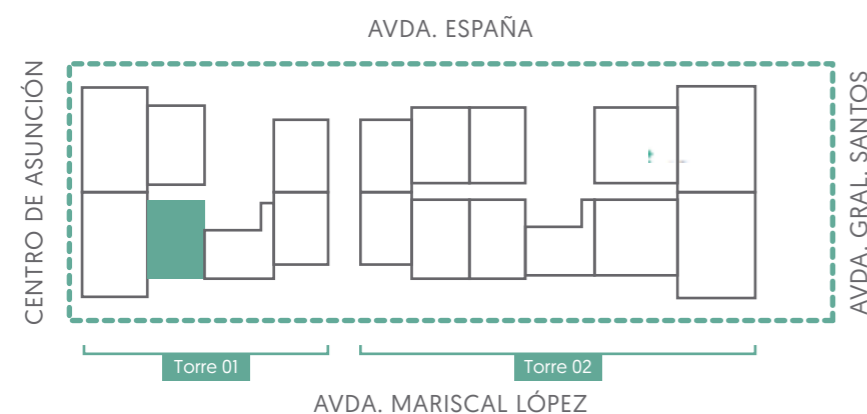 AVDA. ESPAÑA
CENTRO DE ASUNCIÓN
AVDA. GRAL. SANTOS
Torre 01
Torre 02
AVDA. MARISCAL LÓPEZ